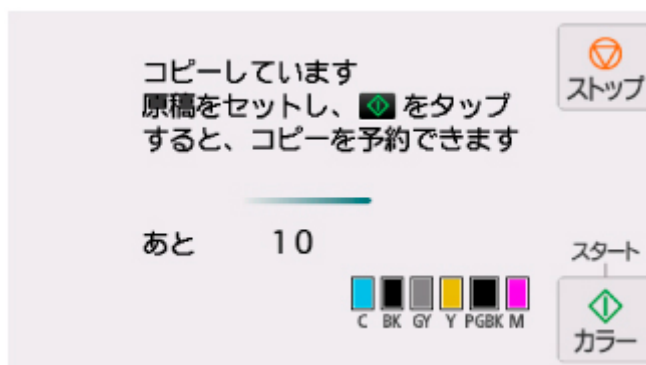 コピーしています
原稿をセットし、 をタップ
すると、コピーを予約できます
ストップ
あと 10
C BK GY Y PGBK M
スタート
カラー